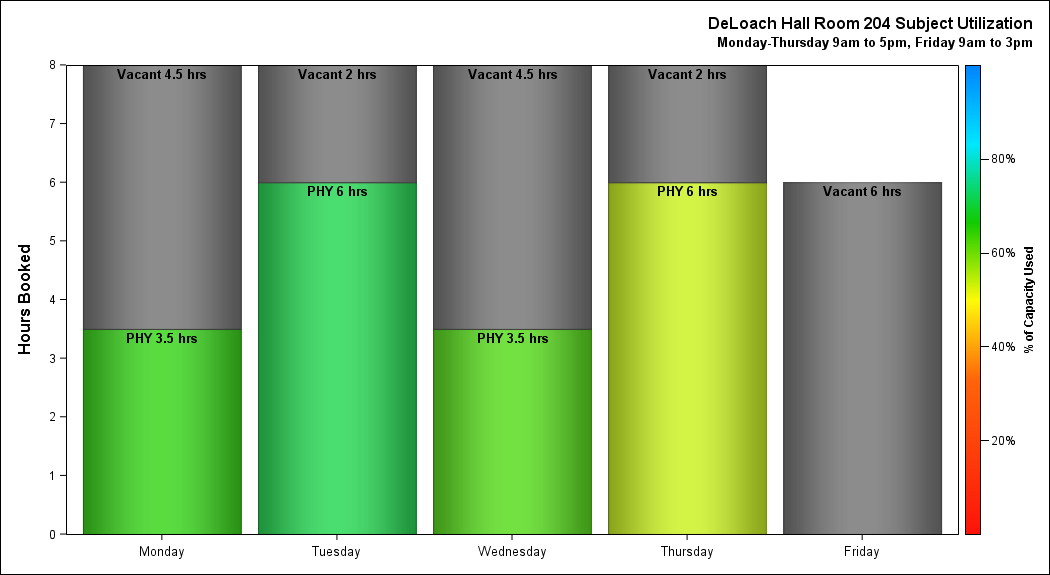 DeLoach Hall Room 204 Subject Utilization
Monday-Thursday 9am to 5pm, Friday 9am to 3pm
Hours Booked
8
7
6
5
4
3
2
1
0
Vacant 4.5 hrs
PHY 3.5 hrs
Vacant 2 hrs
PHY 6 hrs
Vacant 4.5 hrs
PHY 3.5 hrs
Vacant 2 hrs
PHY 6 hrs
Vacant 6 hrs
Monday
Tuesday
Wednesday
Thursday
Friday
80%
60%
40%
20%
% of Capacity Used